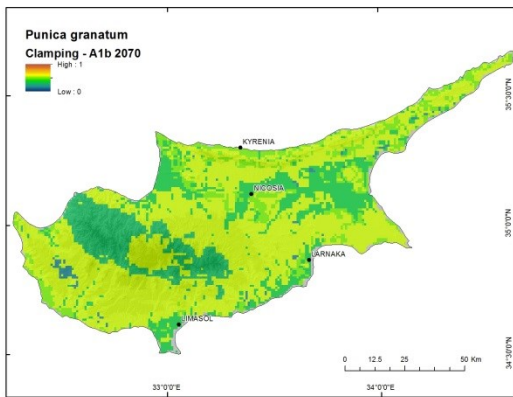 Punica granatum
Clamping - A1b 2070
High : 1
Low : 0
35°30'0"N
KYRENIA
NICOSIA
35°0'0"N
LARNAKA
LIMASOL
0 12.5 25 50 Km
34°30'0"N
33°0'0"E 34°0'0"E